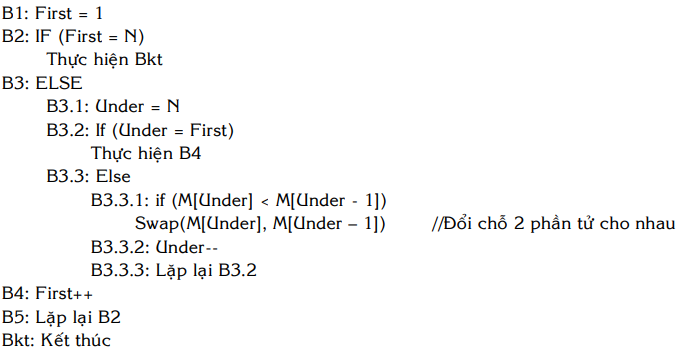 B1: First = 1
B2: IF (First = N)
Thực hiện Bkt
B3: ELSE
B3.1: Under = N
B3.2: If (Under = First)
Thực hiện B4
B3.3: Else
B3.3.1: if (M[Under] < M[Under - 1])
Swap(M[Under], M[Under – 1]) //Đổi chỗ 2 phần tử cho nhau
B3.3.2: Under--
B3.3.3: Lặp lại B3.2
B4: First++
B5: Lặp lại B2
Bkt: Kết thúc